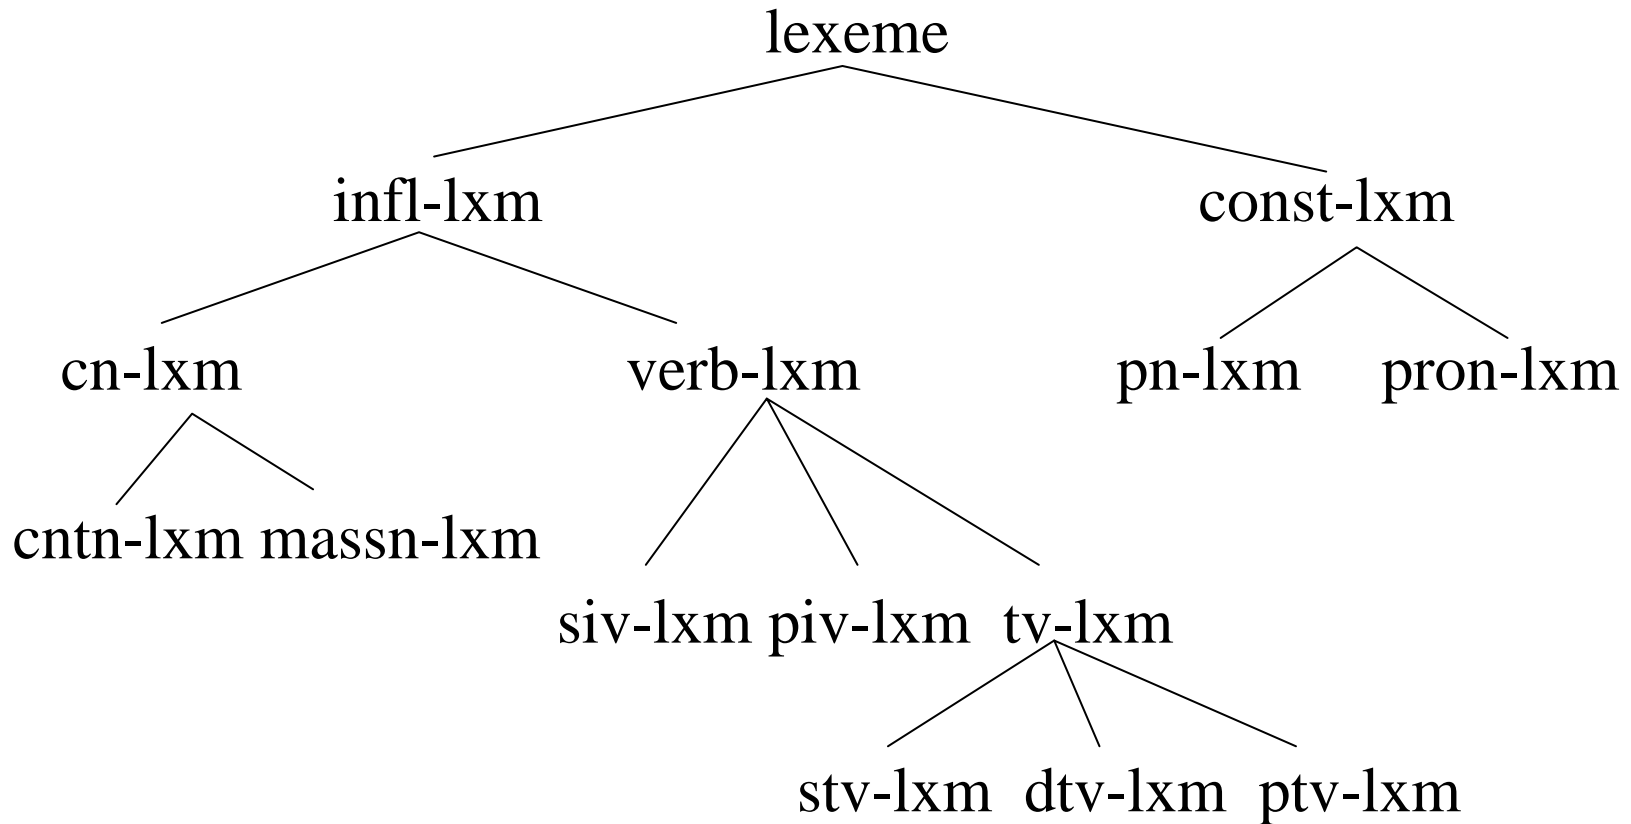 lexeme
infl-lxm const-lxm
cn-lxm verb-lxm pn-lxm pron-lxm
cntn-lxm massn-lxm
siv-lxm piv-lxm tv-lxm
stv-lxm dtv-lxm ptv-lxm